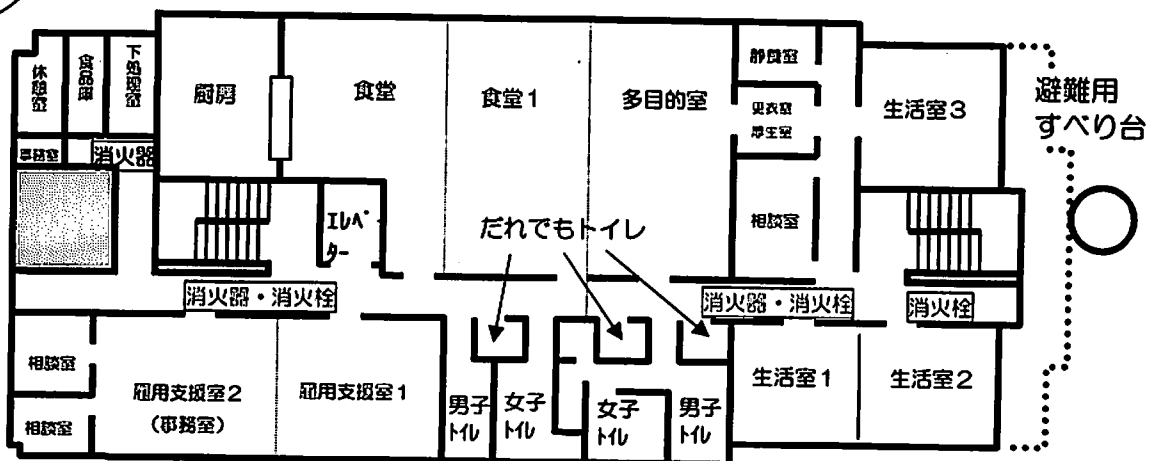 休憩室
食品庫
下処理室
厨房
食堂
食堂1
多目的室
静養室
更衣室
厚生室
生活室3
避難用
すべり台
事務室
消火器
エレベ
ーター
だれでもトイレ
相談室
消火器・消火栓
消火器・消火栓
消火栓
相談室
相談室
雇用支援室2
(事務室)
雇用支援室1
男子
トイレ
女子
トイレ
女子
トイレ
男子
トイレ
生活室1
生活室2